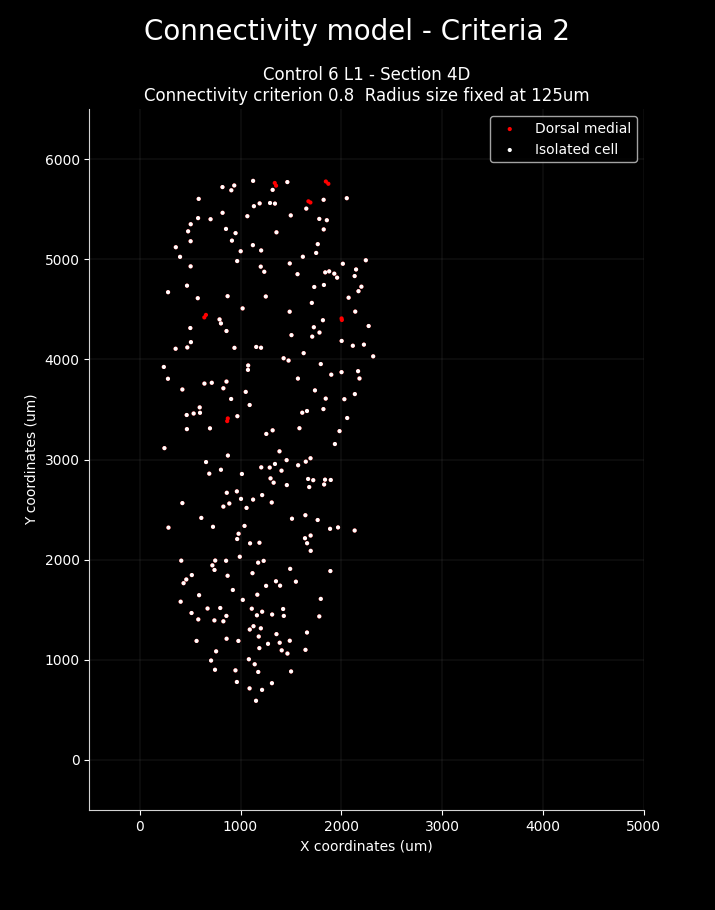 Connectivity model - Criteria 2
Control 6 L1 - Section 4D
Connectivity criterion 0.8  Radius size fixed at 125um
Dorsal medial
Isolated cell
6000
5000
4000
3000
2000
1000
0
Y coordinates (um)
0 1000 2000 3000 4000 5000
X coordinates (um)